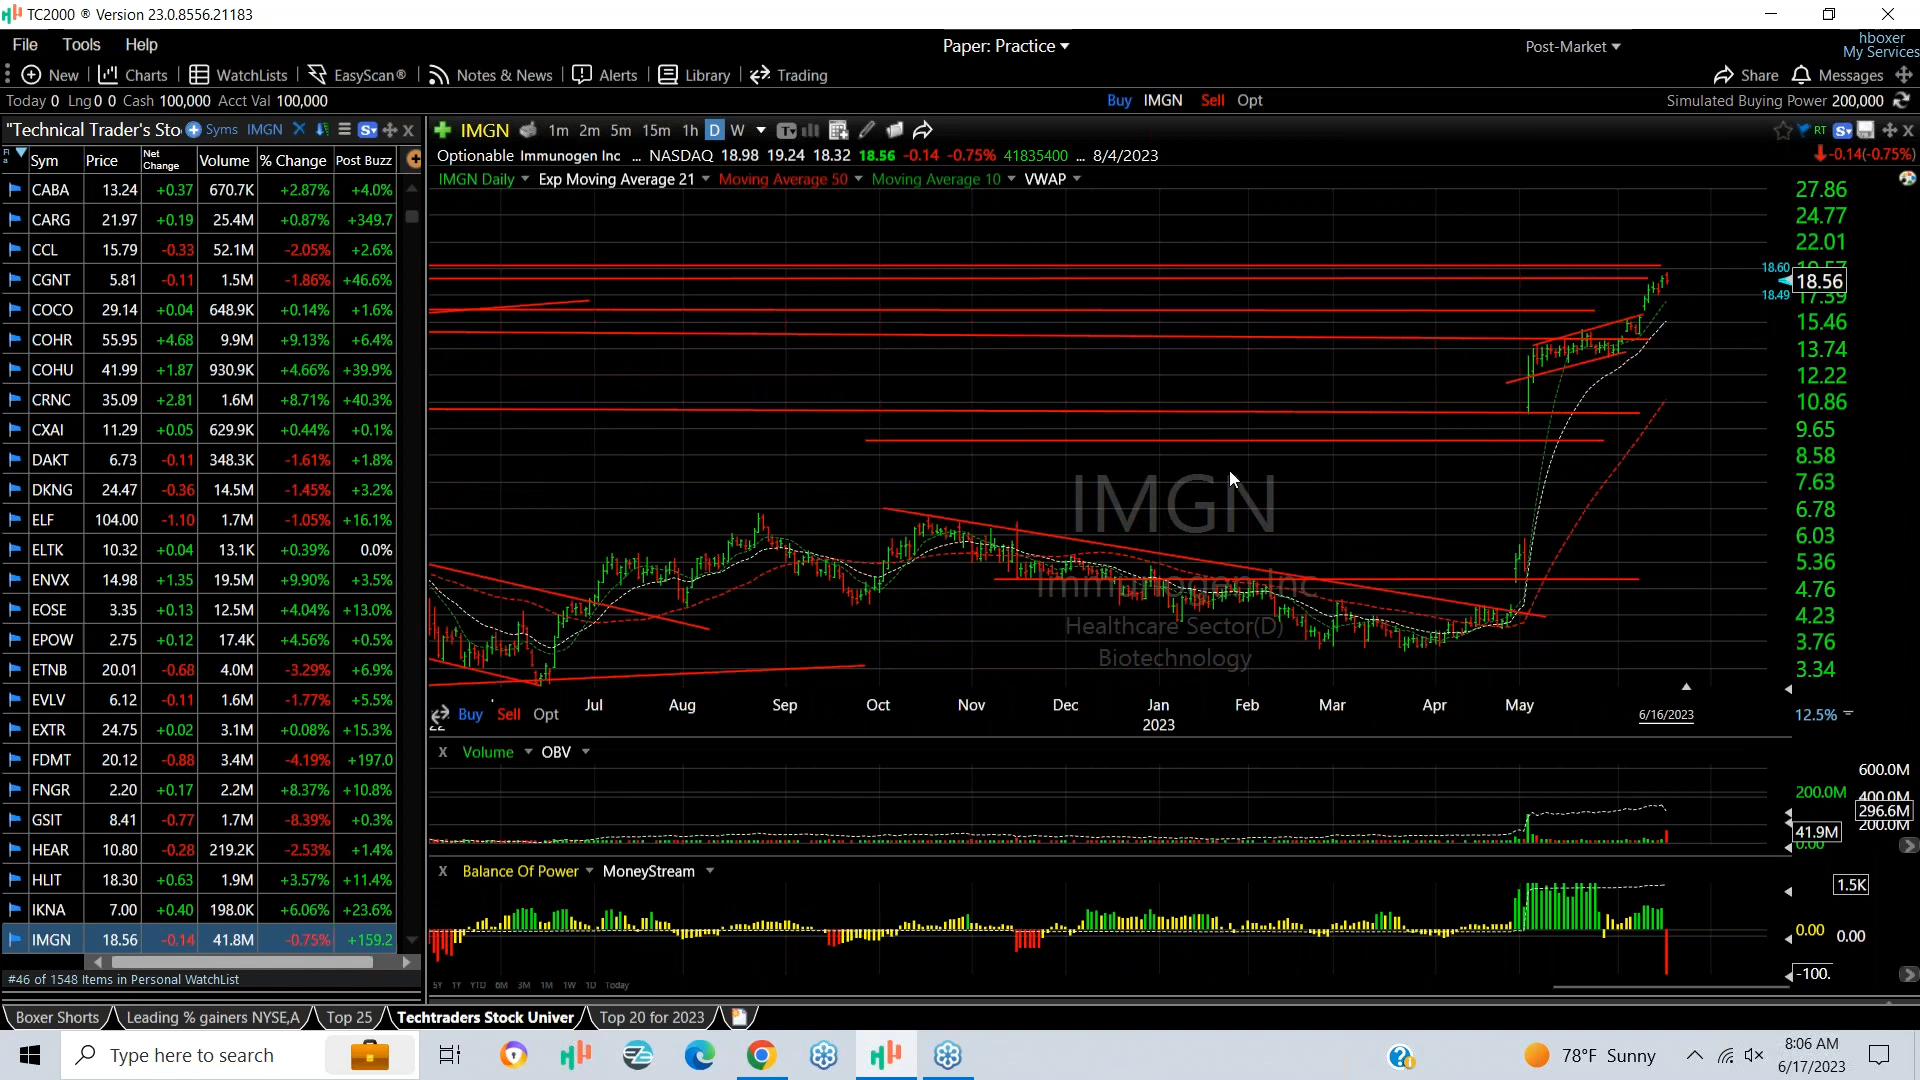 TC2000 ® Version 23.0.8556.21183
File Tools Help
Paper: Practice
Post-Market
hboxer
My Services
New Charts WatchLists EasyScan® Notes & News Alerts Library Trading
Share Messages
Today 0 Lng 0 0 Cash 100,000 Acct Val 100,000
Buy IMGN Sell Opt
Simulated Buying Power 200,000
"Technical Trader's Sto Syms IMGN
IMGN 1m 2m 5m 15m 1h D W
RT
Sym Price Net Change Volume % Change Post Buzz
Optionable Immunogen Inc ... NASDAQ 18.98 19.24 18.32 18.56 -0.14 -0.75% 41835400 ... 8/4/2023
-0.14(-0.75%)
IMGN Daily Exp Moving Average 21 Moving Average 50 Moving Average 10 VWAP
CABA 13.24 +0.37 670.7K +2.87% +4.0%
CARG 21.97 +0.19 25.4M +0.87% +349.7
CCL 15.79 -0.33 52.1M -2.05% +2.6%
CGNT 5.81 -0.11 1.5M -1.86% +46.6%
COCO 29.14 +0.04 648.9K +0.14% +1.6%
COHR 55.95 +4.68 9.9M +9.13% +6.4%
COHU 41.99 +1.87 930.9K +4.66% +39.9%
CRNC 35.09 +2.81 1.6M +8.71% +40.3%
CXAI 11.29 +0.05 629.9K +0.44% +0.1%
DAKT 6.73 -0.11 348.3K -1.61% +1.8%
DKNG 24.47 -0.36 14.5M -1.45% +3.2%
ELF 104.00 -1.10 1.7M -1.05% +16.1%
ELTK 10.32 +0.04 13.1K +0.39% 0.0%
ENVX 14.98 +1.35 19.5M +9.90% +3.5%
EOSE 3.35 +0.13 12.5M +4.04% +13.0%
EPOW 2.75 +0.12 17.4K +4.56% +0.5%
ETNB 20.01 -0.68 4.0M -3.29% +6.9%
EVLV 6.12 -0.11 1.6M -1.77% +5.5%
EXTR 24.75 +0.02 3.1M +0.08% +15.3%
FDMT 20.12 -0.88 3.4M -4.19% +197.0
FNGR 2.20 +0.17 2.2M +8.37% +10.8%
GSIT 8.41 -0.77 1.7M -8.39% +0.3%
HEAR 10.80 -0.28 219.2K -2.53% +1.4%
HLIT 18.30 +0.63 1.9M +3.57% +11.4%
IKNA 7.00 +0.40 198.0K +6.06% +23.6%
IMGN 18.56 -0.14 41.8M -0.75% +159.2
#46 of 1548 Items in Personal WatchList
27.86
24.77
22.01
18.60
18.56
18.49
17.59
15.46
13.74
12.22
10.86
9.65
8.58
7.63
6.78
6.03
5.36
4.76
4.23
3.76
3.34
12.5%
IMGN
Immunogen Inc
Healthcare Sector(D)
Biotechnology
Jul Aug Sep Oct Nov Dec Jan Feb Mar Apr May
22 2023 6/16/2023
Buy Sell Opt
X Volume OBV
600.0M
200.0M 400.0M
296.6M
41.9M 200.0M
0.00
X Balance Of Power MoneyStream
1.5K
0.00 0.00
-100.
5Y 1Y YTD 6M 3M 1M 1W 1D Today
Boxer Shorts Leading % gainers NYSE,A Top 25 Techtraders Stock Univer Top 20 for 2023
Type here to search
78°F Sunny
8:06 AM
6/17/2023